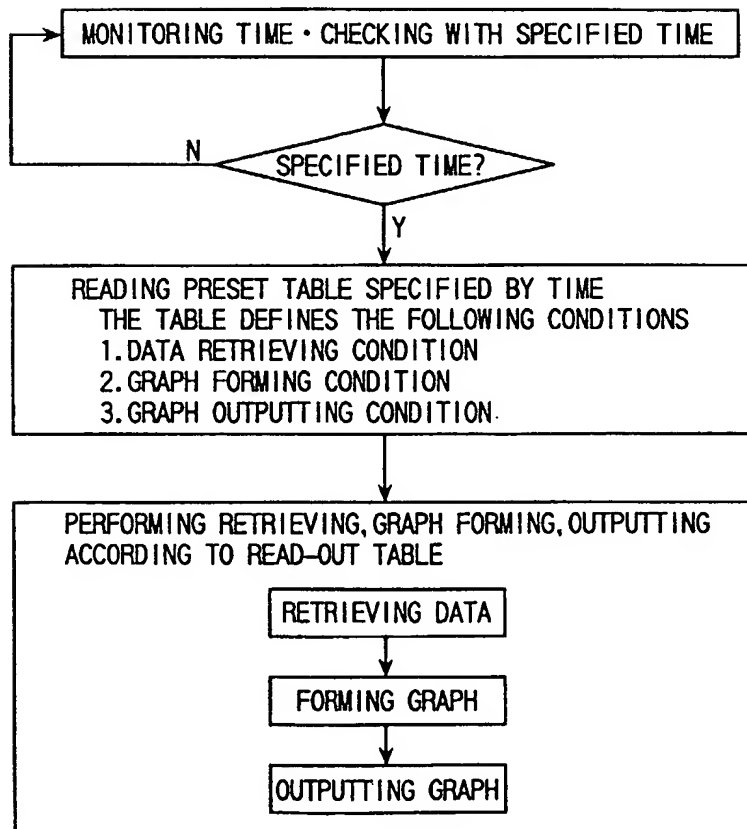 MONITORING TIME・CHECKING WITH SPECIFIED TIME
N
SPECIFIED TIME?
Y
READING PRESET TABLE SPECIFIED BY TIME
THE TABLE DEFINES THE FOLLOWING CONDITIONS
1.DATA RETRIEVING CONDITION
2.GRAPH FORMING CONDITION
3.GRAPH OUTPUTTING CONDITION
PERFORMING RETRIEVING, GRAPH FORMING, OUTPUTTING
ACCORDING TO READ-OUT TABLE
RETRIEVING DATA
FORMING GRAPH
OUTPUTTING GRAPH